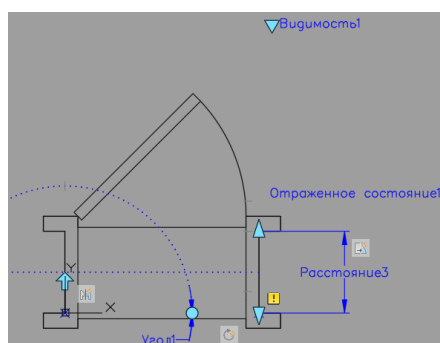 Видимость1
Отраженное состояние1
Расстояние3
Y
X
Угол1